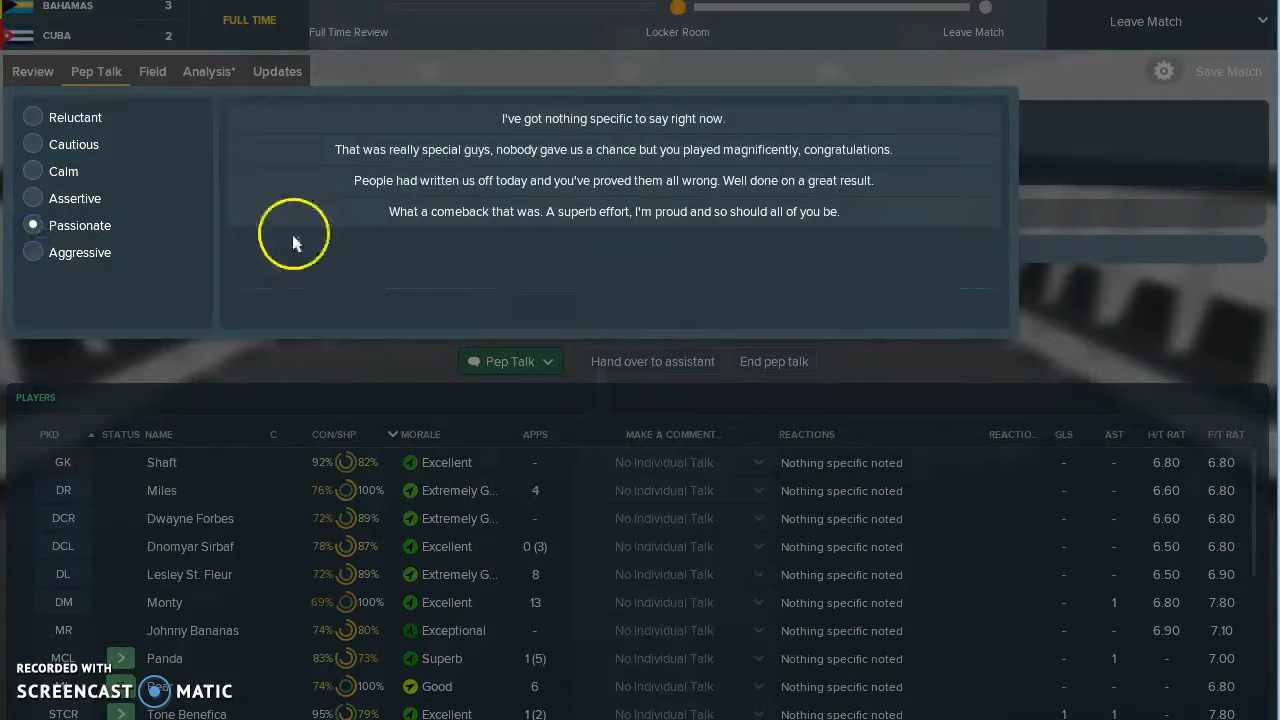 BAHAMAS 3
CUBA 2
FULL TIME
Full Time Review
Locker Room
Leave Match
Leave Match
Review Pep Talk Field Analysis* Updates
Save Match
Reluctant
Cautious
Calm
Assertive
Passionate
Aggressive
I've got nothing specific to say right now.
That was really special guys, nobody gave us a chance but you played magnificently, congratulations.
People had written us off today and you've proved them all wrong. Well done on a great result.
What a comeback that was. A superb effort, I'm proud and so should all of you be.
Pep Talk Hand over to assistant End pep talk
PLAYERS
PKD STATUS NAME C CON/SHP MORALE APPS MAKE A COMMENT... REACTIONS REACTIO... GLS AST H/T RAT F/T RAT
GK Shaft 92% 82% Excellent - No Individual Talk Nothing specific noted - - 6.80 6.80
DR Miles 76% 100% Extremely G... 4 No Individual Talk Nothing specific noted - - 6.60 6.80
DCR Dwayne Forbes 72% 89% Extremely G... - No Individual Talk Nothing specific noted - - 6.60 6.80
DCL Dnomyar Sirbaf 78% 87% Excellent 0 (3) No Individual Talk Nothing specific noted - - 6.50 6.80
DL Lesley St. Fleur 72% 89% Extremely G... 8 No Individual Talk Nothing specific noted - - 6.50 6.90
DM Monty 69% 100% Excellent 13 No Individual Talk Nothing specific noted - 1 6.80 7.80
MR Johnny Bananas 74% 80% Exceptional - No Individual Talk Nothing specific noted - - 6.90 7.10
MCL Panda 83% 73% Superb 1 (5) No Individual Talk Nothing specific noted - 1 - 7.00
74% 100% Good 6 No Individual Talk Nothing specific noted - - - 6.80
STCR Tone Benefica 95% 79% Excellent 1 (2) No Individual Talk Nothing specific noted 1 1 - 7.80
RECORDED WITH
SCREENCAST MATIC